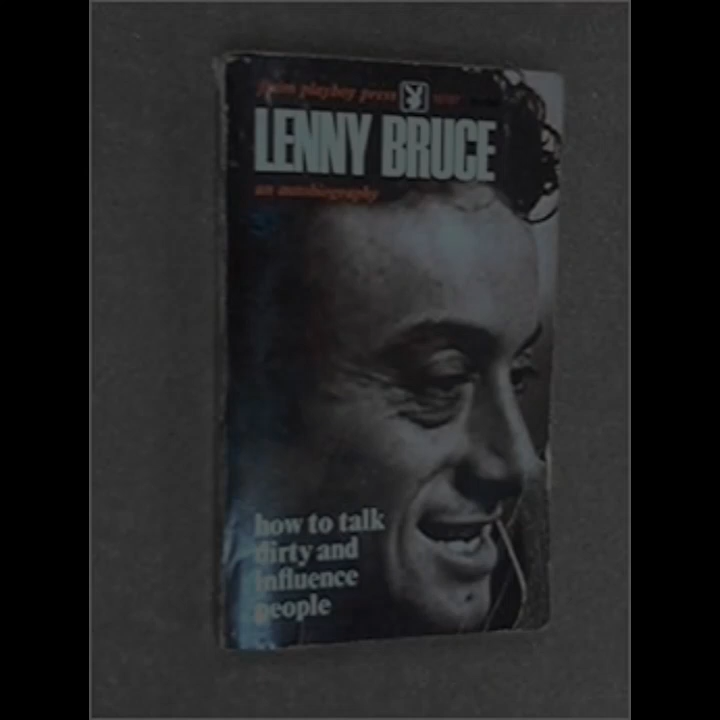 from playboy press
LENNY BRUCE
an autobiography
how to talk
dirty and
influence
people